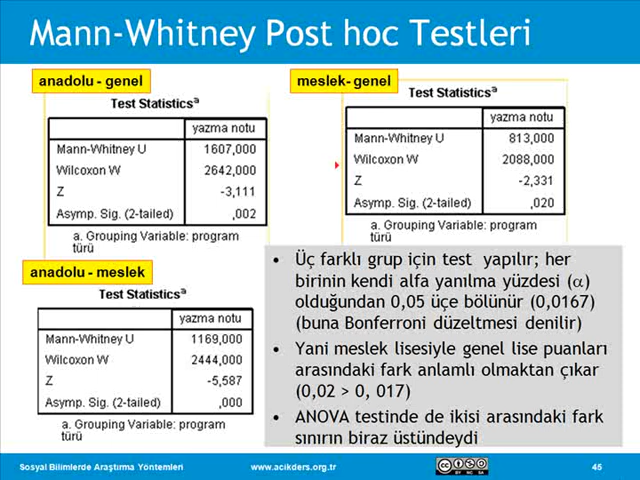 Mann-Whitney Post hoc Testleri
anadolu - genel
Test Statisticsa
yazma notu
Mann-Whitney U 1607,000
Wilcoxon W 2642,000
Z -3,111
Asymp. Sig. (2-tailed) ,002
a. Grouping Variable: program
türü
meslek- genel
Test Statisticsa
yazma notu
Mann-Whitney U 813,000
Wilcoxon W 2088,000
Z -2,331
Asymp. Sig. (2-tailed) ,020
a. Grouping Variable: program
türü
anadolu - meslek
Test Statisticsa
yazma notu
Mann-Whitney U 1169,000
Wilcoxon W 2444,000
Z -5,587
Asymp. Sig. (2-tailed) ,000
a. Grouping Variable: program
türü
• Üç farklı grup için test yapılır; her
birinin kendi alfa yanılma yüzdesi (α)
olduğundan 0,05 üçe bölünür (0,0167)
(buna Bonferroni düzeltmesi denilir)
• Yani meslek lisesiyle genel lise puanları
arasındaki fark anlamlı olmaktan çıkar
(0,02 > 0, 017)
• ANOVA testinde de ikisi arasındaki fark
sınırın biraz üstündeydi
Sosyal Bilimlerde Araştırma Yöntemleri www.acikders.org.tr 45
BY NC SA